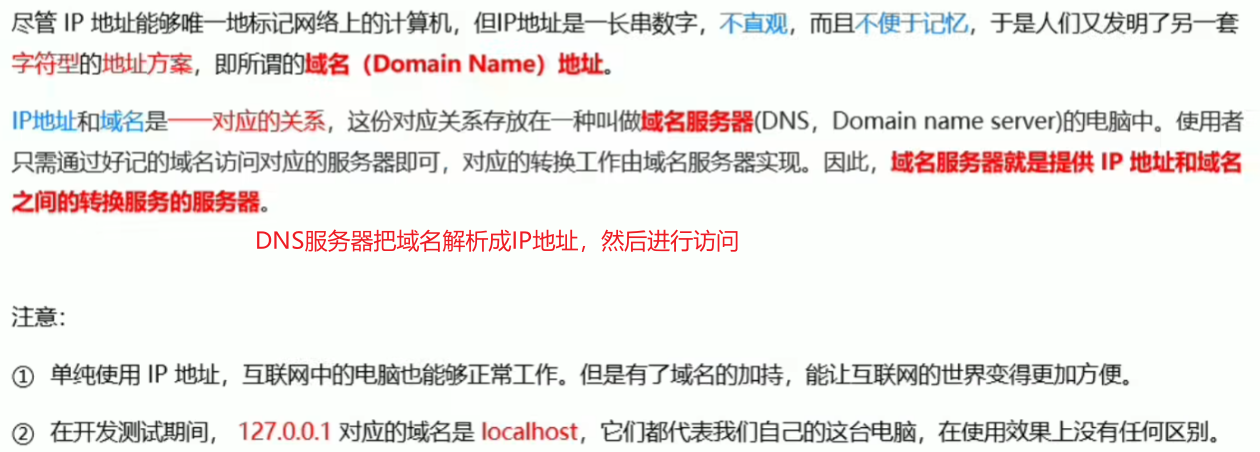 尽管 IP 地址能够唯一地标记网络上的计算机，但IP地址是一长串数字，不直观，而且不便于记忆，于是人们又发明了另一套
字符型的地址方案，即所谓的域名（Domain Name）地址。
IP地址和域名是一一对应的关系，这份对应关系存放在一种叫做域名服务器(DNS，Domain name server)的电脑中。使用者
只需通过好记的域名访问对应的服务器即可，对应的转换工作由域名服务器实现。因此，域名服务器就是提供 IP 地址和域名
之间的转换服务的服务器。
DNS服务器把域名解析成IP地址，然后进行访问
注意：
① 单纯使用 IP 地址，互联网中的电脑也能够正常工作。但是有了域名的加持，能让互联网的世界变得更加方便。
② 在开发测试期间， 127.0.0.1 对应的域名是 localhost，它们都代表我们自己的这台电脑，在使用效果上没有任何区别。